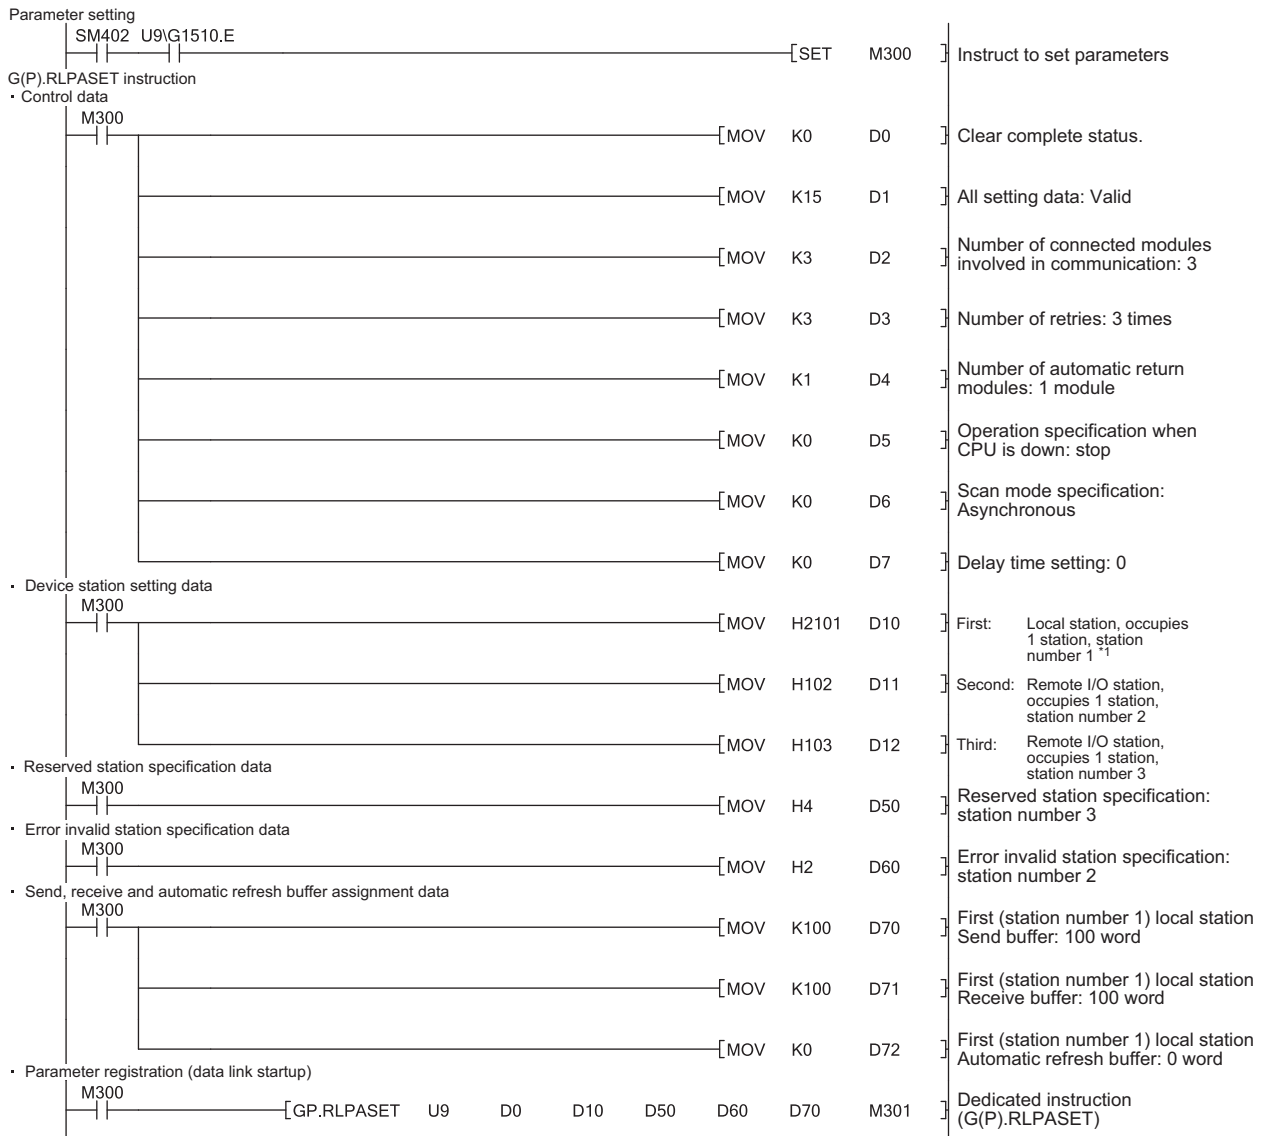 Parameter setting
SM402 U9\G1510.E
SET M300 Instruct to set parameters
G(P).RLPASET instruction
· Control data
M300
MOV K0 D0 Clear complete status.
MOV K15 D1 All setting data: Valid
MOV K3 D2 Number of connected modules
involved in communication: 3
MOV K3 D3 Number of retries: 3 times
MOV K1 D4 Number of automatic return
modules: 1 module
MOV K0 D5 Operation specification when
CPU is down: stop
MOV K0 D6 Scan mode specification:
Asynchronous
MOV K0 D7 Delay time setting: 0
· Device station setting data
M300
MOV H2101 D10 First: Local station, occupies
1 station, station
number 1 *1
MOV H102 D11 Second: Remote I/O station,
occupies 1 station,
station number 2
MOV H103 D12 Third: Remote I/O station,
occupies 1 station,
station number 3
· Reserved station specification data
M300
MOV H4 D50 Reserved station specification:
station number 3
· Error invalid station specification data
M300
MOV H2 D60 Error invalid station specification:
station number 2
· Send, receive and automatic refresh buffer assignment data
M300
MOV K100 D70 First (station number 1) local station
Send buffer: 100 word
MOV K100 D71 First (station number 1) local station
Receive buffer: 100 word
MOV K0 D72 First (station number 1) local station
Automatic refresh buffer: 0 word
· Parameter registration (data link startup)
M300
GP.RLPASET U9 D0 D10 D50 D60 D70 M301 Dedicated instruction
(G(P).RLPASET)